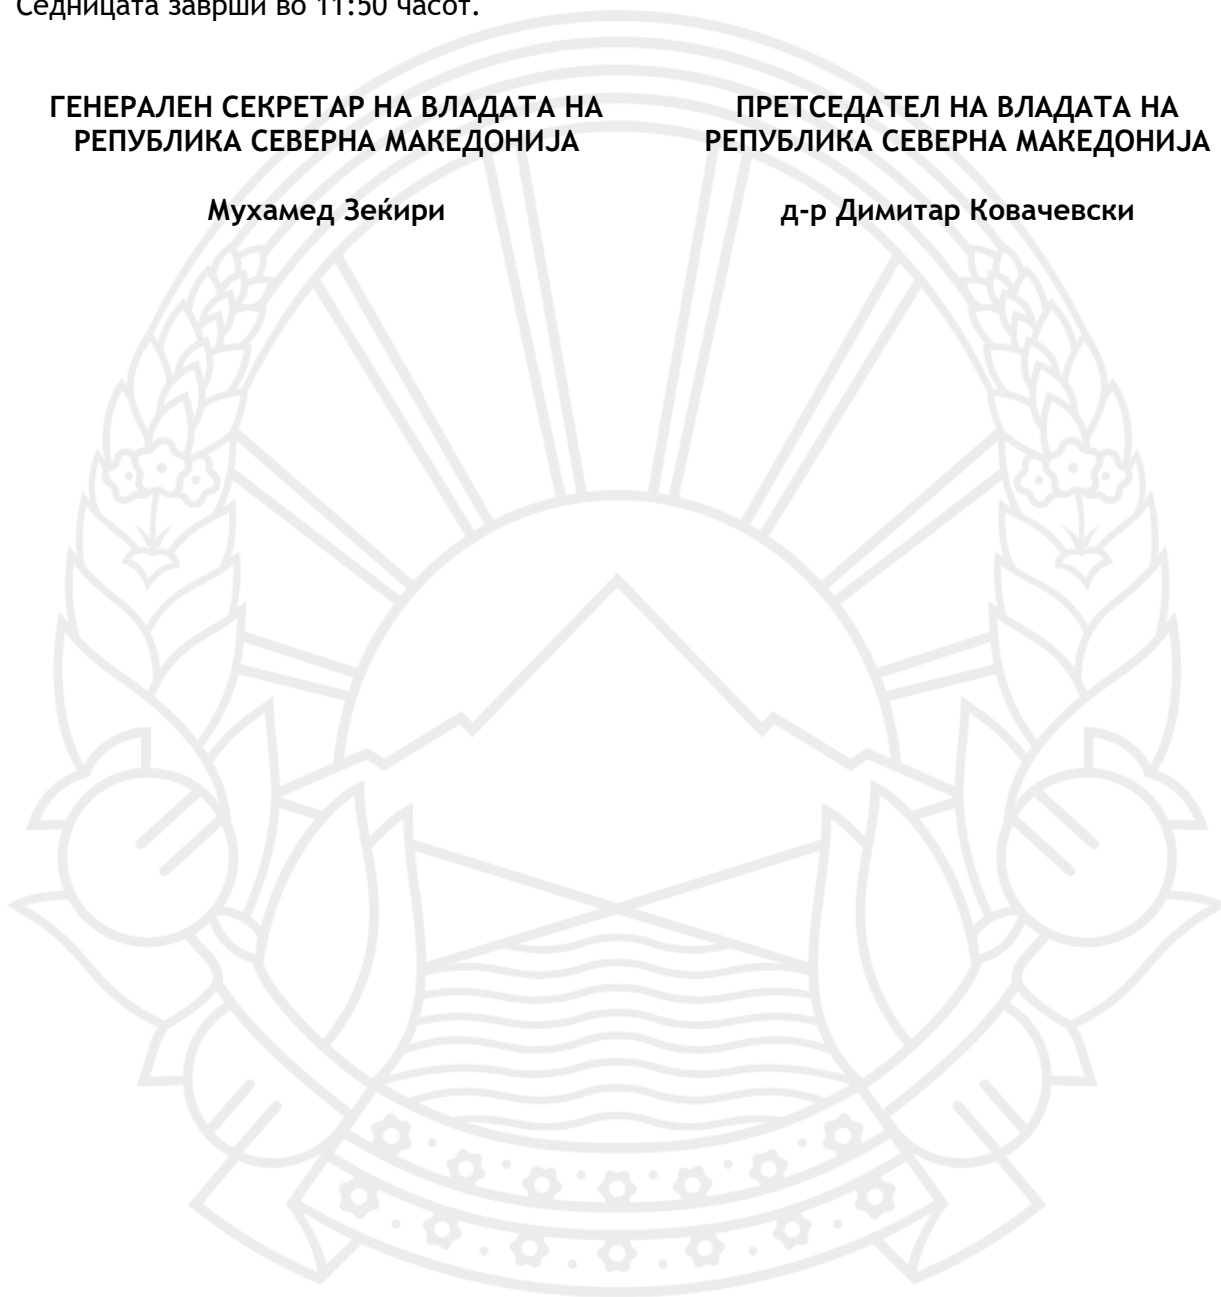 Седницата заврши во 11:50 часот.
ГЕНЕРАЛЕН СЕКРЕТАР НА ВЛАДАТА НА
РЕПУБЛИКА СЕВЕРНА МАКЕДОНИЈА
Мухамед Зеќири
ПРЕТСЕДАТЕЛ НА ВЛАДАТА НА
РЕПУБЛИКА СЕВЕРНА МАКЕДОНИЈА
д-р Димитар Ковачевски